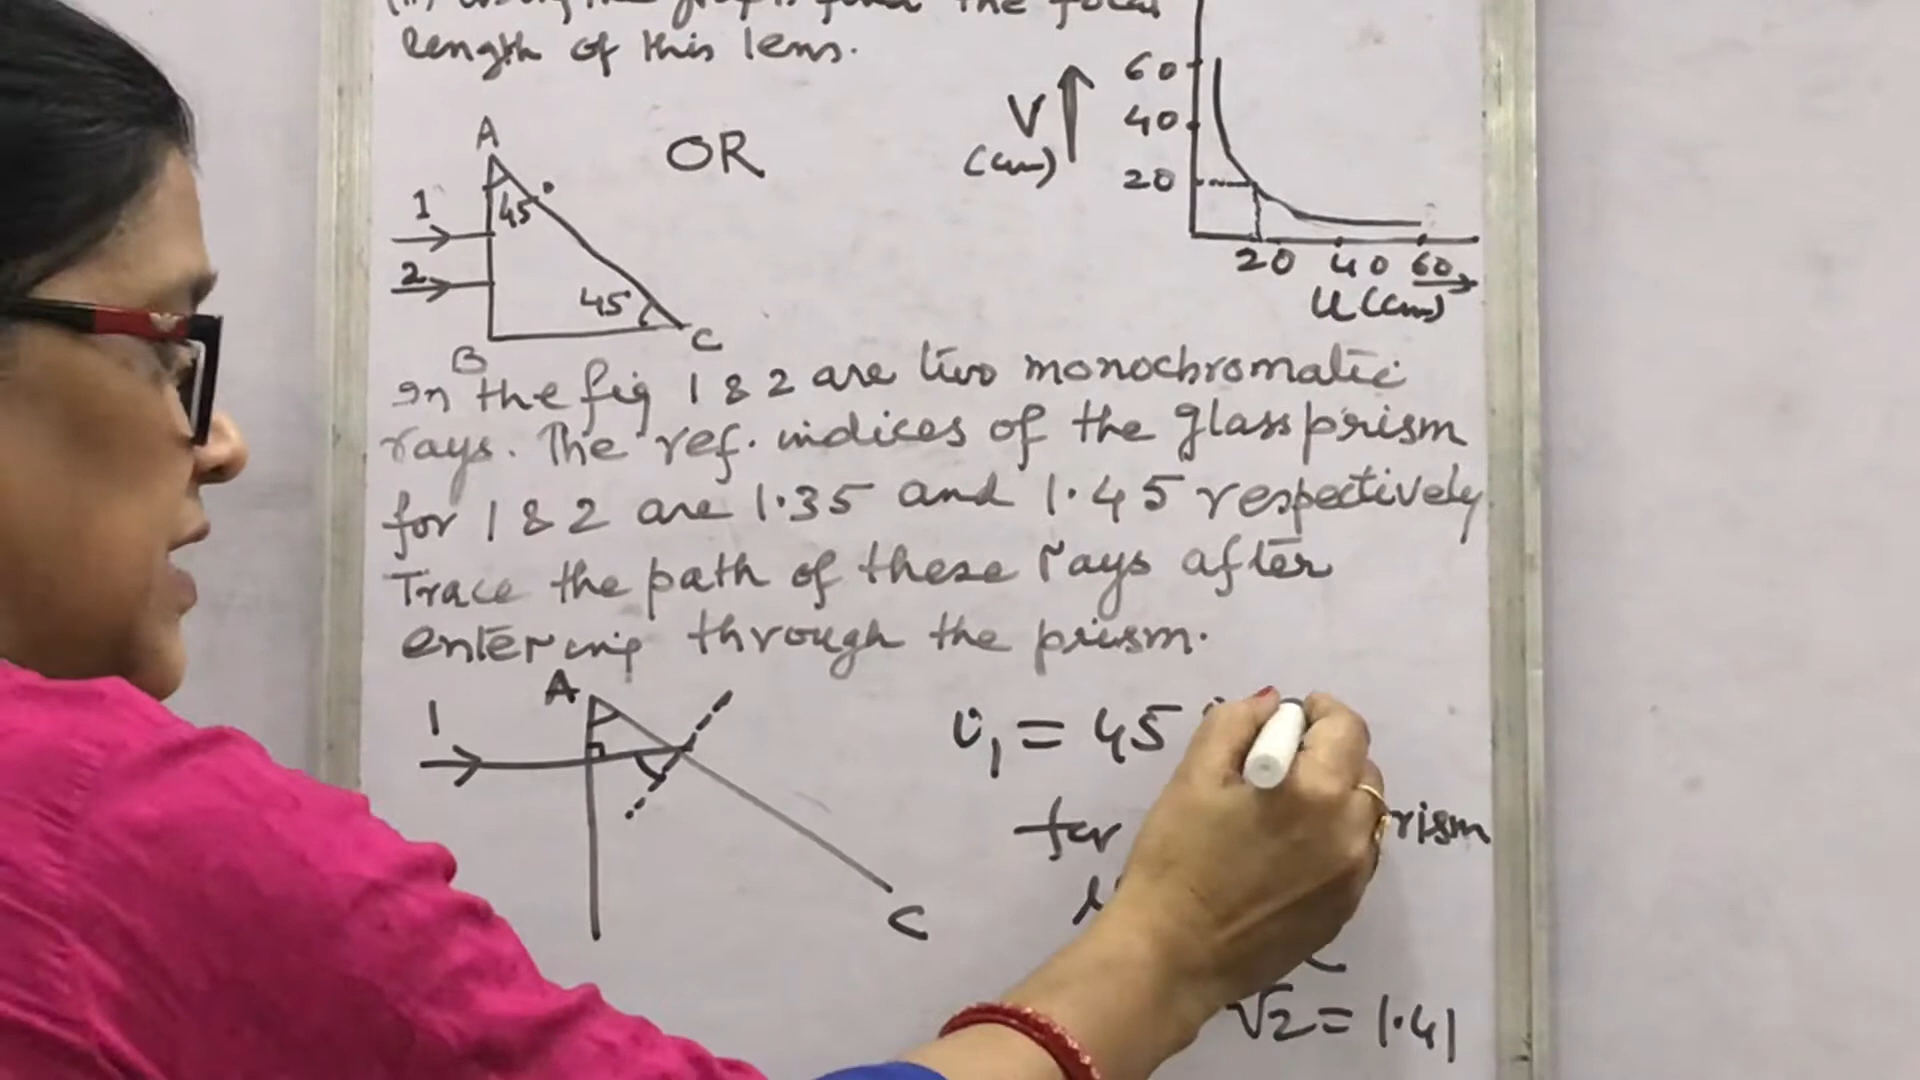 length of this lens.
60
V
40
(cm)
20
20 40 60
u(cm)
A
OR
1
45°
2
45°
B
C
In the fig 1 & 2 are two monochromatic
rays. The ref. indices of the glass prism
for 1 & 2 are 1.35 and 1.45 respectively
Trace the path of these rays after
entering through the prism.
A
1
C
i₁ = 45
for rism
√2 = 1.41